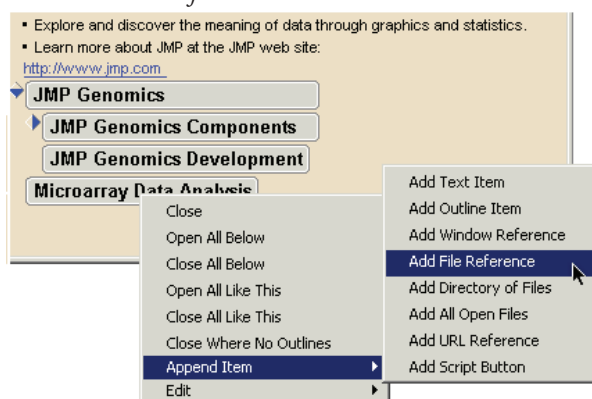 ▪ Explore and discover the meaning of data through graphics and statistics.
▪ Learn more about JMP at the JMP web site:
http://www.jmp.com
JMP Genomics
JMP Genomics Components
JMP Genomics Development
Microarray Data Analysis
Close
Open All Below
Close All Below
Open All Like This
Close All Like This
Close Where No Outlines
Append Item
Edit
Add Text Item
Add Outline Item
Add Window Reference
Add File Reference
Add Directory of Files
Add All Open Files
Add URL Reference
Add Script Button